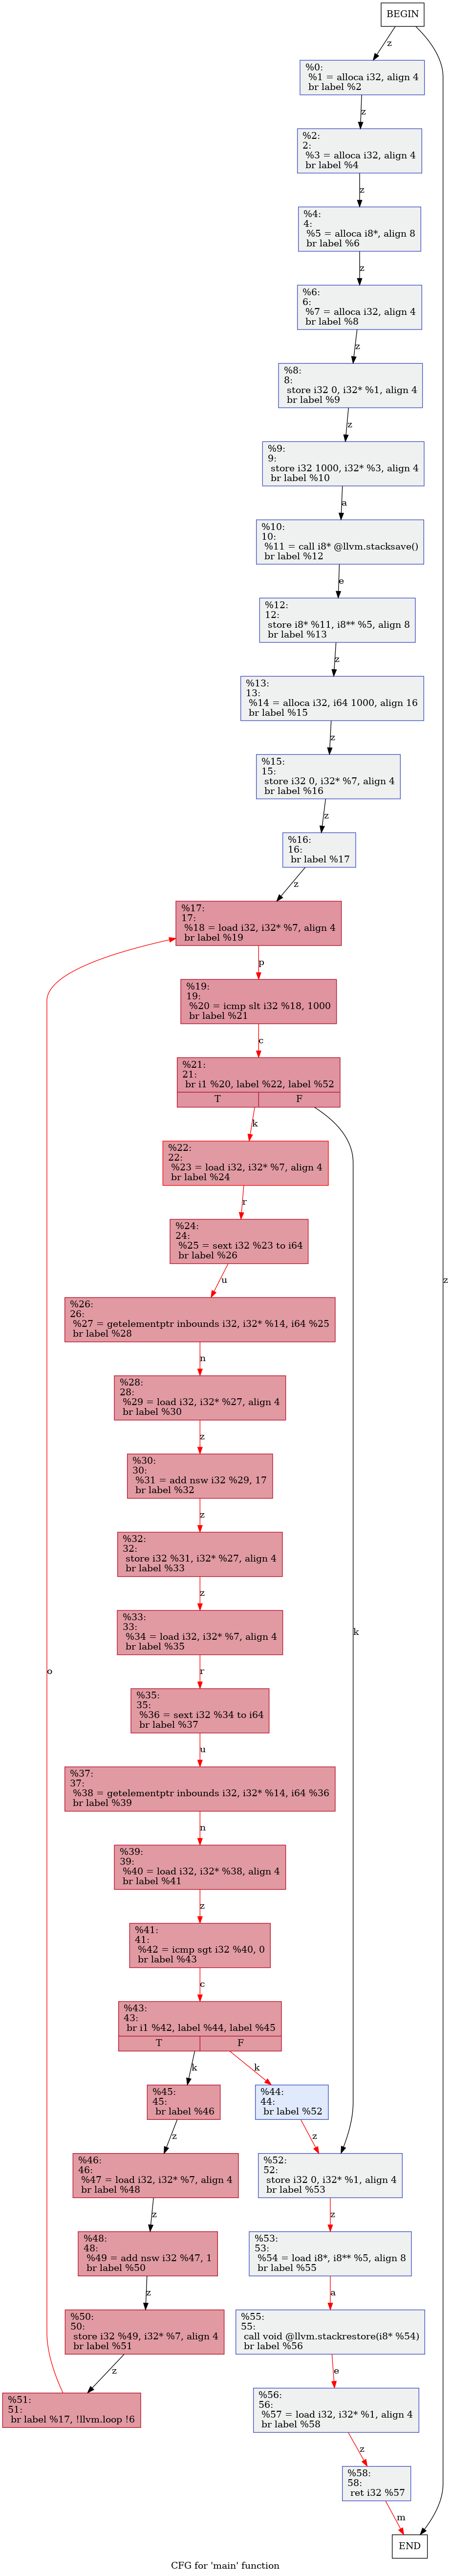 BEGIN
z
%0:
%1 = alloca i32, align 4
br label %2
z
%2:
2:
%3 = alloca i32, align 4
br label %4
z
%4:
4:
%5 = alloca i8*, align 8
br label %6
z
%6:
6:
%7 = alloca i32, align 4
br label %8
z
%8:
8:
store i32 0, i32* %1, align 4
br label %9
z
%9:
9:
store i32 1000, i32* %3, align 4
br label %10
a
%10:
10:
%11 = call i8* @llvm.stacksave()
br label %12
e
%12:
12:
store i8* %11, i8** %5, align 8
br label %13
z
%13:
13:
%14 = alloca i32, i64 1000, align 16
br label %15
z
%15:
15:
store i32 0, i32* %7, align 4
br label %16
z
%16:
16:
br label %17
z
%17:
17:
%18 = load i32, i32* %7, align 4
br label %19
p
%19:
19:
%20 = icmp slt i32 %18, 1000
br label %21
c
%21:
21:
br i1 %20, label %22, label %52
T F
k
%22:
22:
%23 = load i32, i32* %7, align 4
br label %24
r
%24:
24:
%25 = sext i32 %23 to i64
br label %26
u z
%26:
26:
%27 = getelementptr inbounds i32, i32* %14, i64 %25
br label %28
n
%28:
28:
%29 = load i32, i32* %27, align 4
br label %30
z
%30:
30:
%31 = add nsw i32 %29, 17
br label %32
z
%32:
32:
store i32 %31, i32* %27, align 4
br label %33
z
%33:
33:
%34 = load i32, i32* %7, align 4
br label %35
k
o r
%35:
35:
%36 = sext i32 %34 to i64
br label %37
u
%37:
37:
%38 = getelementptr inbounds i32, i32* %14, i64 %36
br label %39
n
%39:
39:
%40 = load i32, i32* %38, align 4
br label %41
z
%41:
41:
%42 = icmp sgt i32 %40, 0
br label %43
c
%43:
43:
br i1 %42, label %44, label %45
T F
k k
%45:
45:
br label %46
%44:
44:
br label %52
z z
%46:
46:
%47 = load i32, i32* %7, align 4
br label %48
%52:
52:
store i32 0, i32* %1, align 4
br label %53
z z
%48:
48:
%49 = add nsw i32 %47, 1
br label %50
%53:
53:
%54 = load i8*, i8** %5, align 8
br label %55
z a
%50:
50:
store i32 %49, i32* %7, align 4
br label %51
%55:
55:
call void @llvm.stackrestore(i8* %54)
br label %56
z e
%51:
51:
br label %17, !llvm.loop !6
%56:
56:
%57 = load i32, i32* %1, align 4
br label %58
z
%58:
58:
ret i32 %57
m
END
CFG for 'main' function